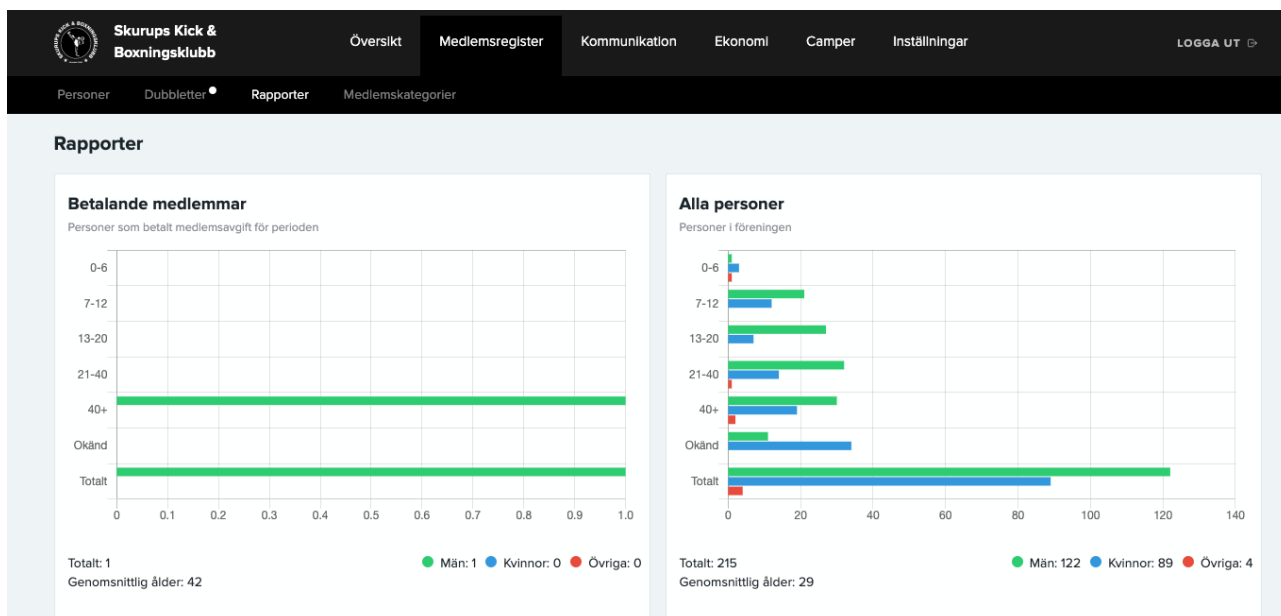 Skurups Kick &
Boxningsklubb
Översikt Medlemsregister Kommunikation Ekonomi Camper Inställningar LOGGA UT
Personer Dubbletter Rapporter Medlemskategorier
Rapporter
Betalande medlemmar
Personer som betalt medlemsavgift för perioden
0-6
7-12
13-20
21-40
40+
Okänd
Totalt
0 0.1 0.2 0.3 0.4 0.5 0.6 0.7 0.8 0.9 1.0
Totalt: 1 Män: 1 Kvinnor: 0 Övriga: 0
Genomsnittlig ålder: 42
Alla personer
Personer i föreningen
0-6
7-12
13-20
21-40
40+
Okänd
Totalt
0 20 40 60 80 100 120 140
Totalt: 215 Män: 122 Kvinnor: 89 Övriga: 4
Genomsnittlig ålder: 29